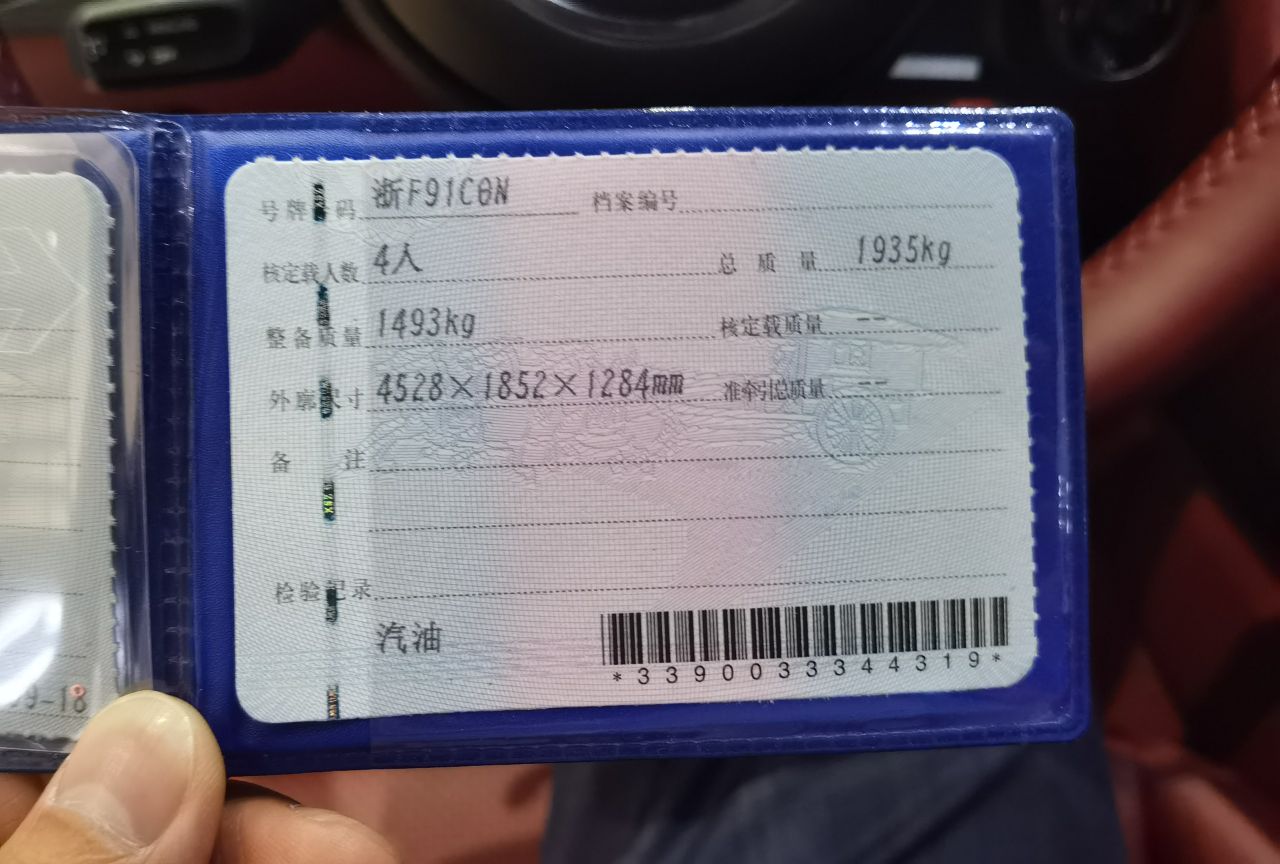 号牌号码 浙F91C0N 档案编号
核定载人数 4人 总质量 1935kg
整备质量 1493kg 核定载质量 --
外廓尺寸 4528×1852×1284mm 准牵引总质量 --
备注
检验记录
汽油
*3390033344319*
9-18